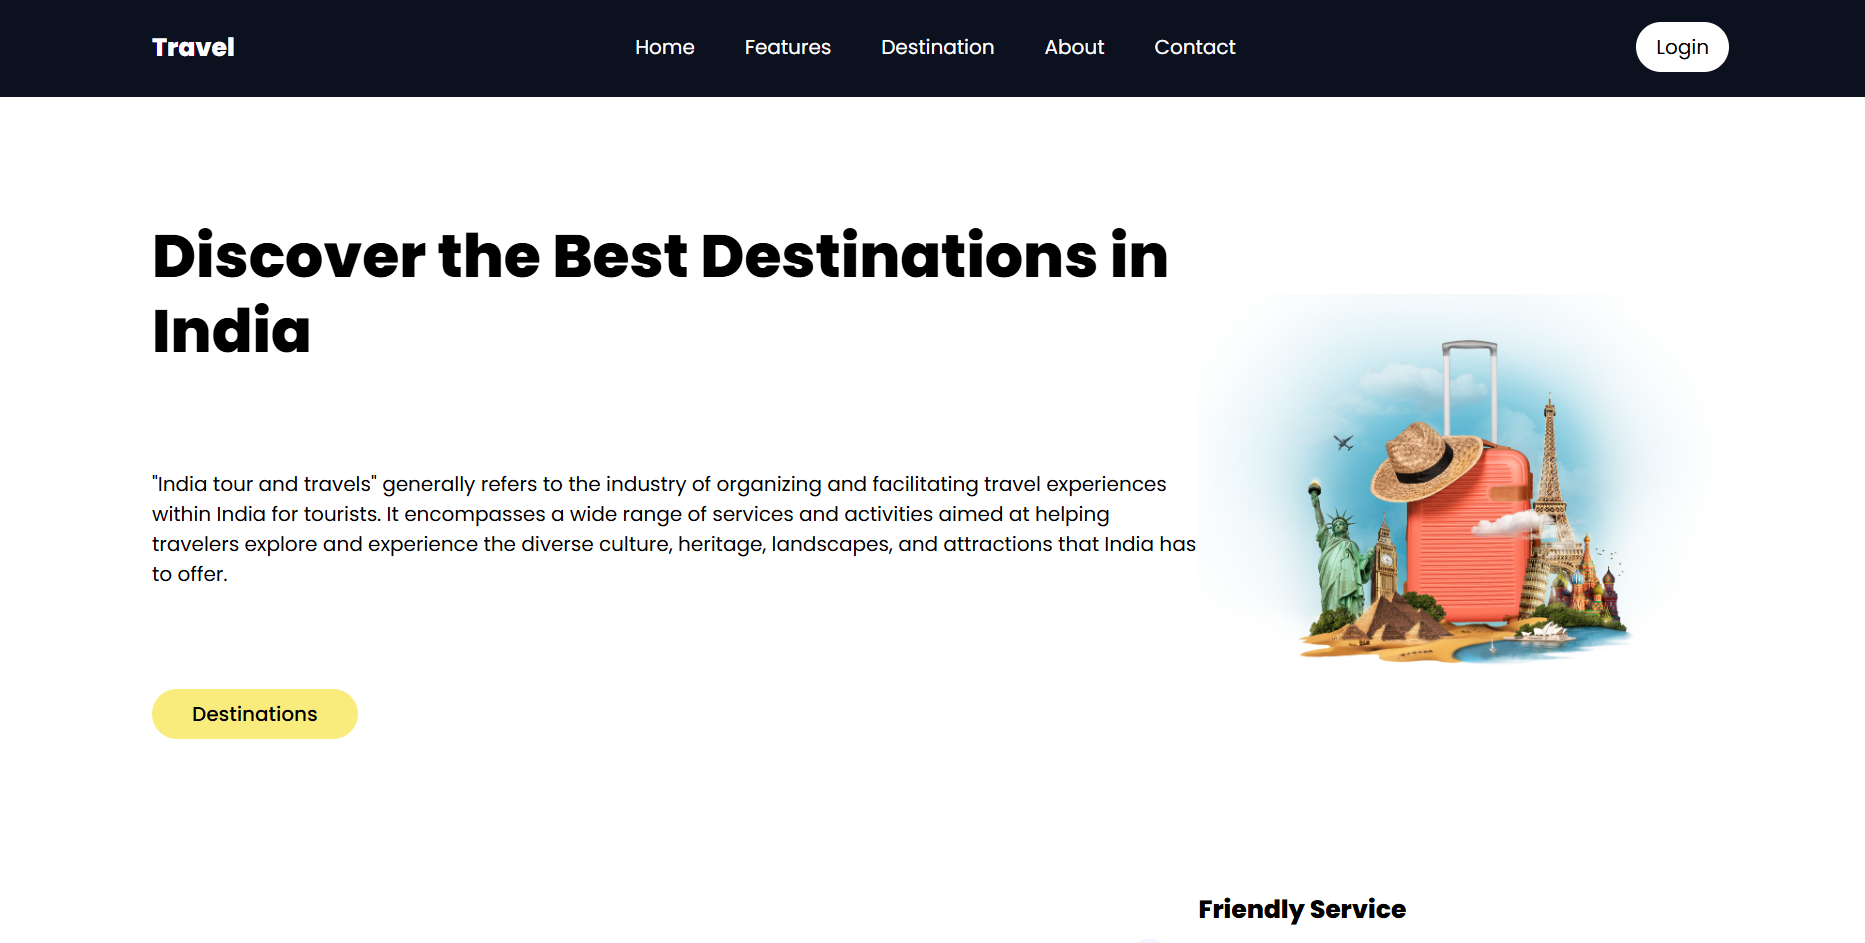 Travel
Home
Features
Destination
About
Contact
Login
Discover the Best Destinations in
India
"India tour and travels" generally refers to the industry of organizing and facilitating travel experiences
within India for tourists. It encompasses a wide range of services and activities aimed at helping
travelers explore and experience the diverse culture, heritage, landscapes, and attractions that India has
to offer.
Destinations
Friendly Service